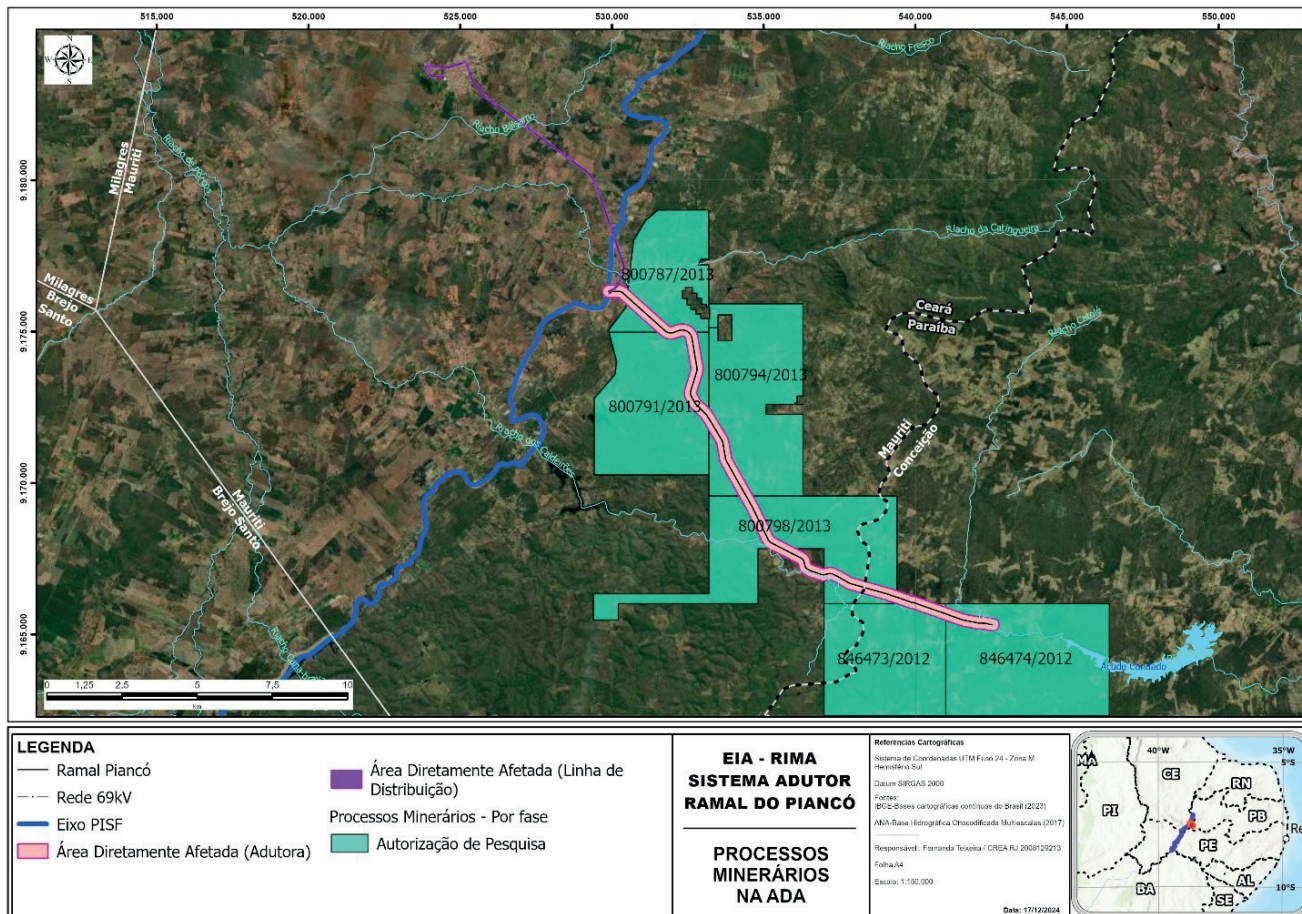 515.000 520.000 525.000 530.000 535.000 540.000 545.000 550.000
N
W E
S
Riacho Fresco
Milagres
Mauriti
Riacho Bálsamo
9.180.000
Riacho da Catingueira
800787/2013
Milagres
Brejo
Santo
Ceará
Paraíba
Riacho Catolé
9.175.000
800794/2013
800791/2013
Mauriti
Conceição
Riacho dos Caldeirões
9.170.000
Mauriti
Brejo Santo
800798/2013
9.165.000
846473/2012
846474/2012
Açude Condado
0 1,25 2,5 5 7,5 10
km
LEGENDA
Ramal Piancó
Rede 69kV
Eixo PISF
Área Diretamente Afetada (Adutora)
Área Diretamente Afetada (Linha de
Distribuição)
Processos Minerários - Por fase
Autorização de Pesquisa
EIA - RIMA
SISTEMA ADUTOR
RAMAL DO PIANCÓ
PROCESSOS
MINERÁRIOS
NA ADA
Referências Cartográficas
Sistema de Coordenadas UTM Fuso 24 - Zona M
Hemisfério Sul
Datum SIRGAS 2000
Fontes:
IBGE-Bases cartográficas contínuas do Brasil (2023)
ANA-Base Hidrográfica Ottocodificada Multiescalas (2017)
Responsável : Fernanda Teixeira / CREA RJ 2008129213
Folha A4
Escala: 1:150.000
Data: 17/12/2024
40°W 35°W
5°S
MA
CE
RN
PI
PB
Re
PE
AL
BA
SE
10°S